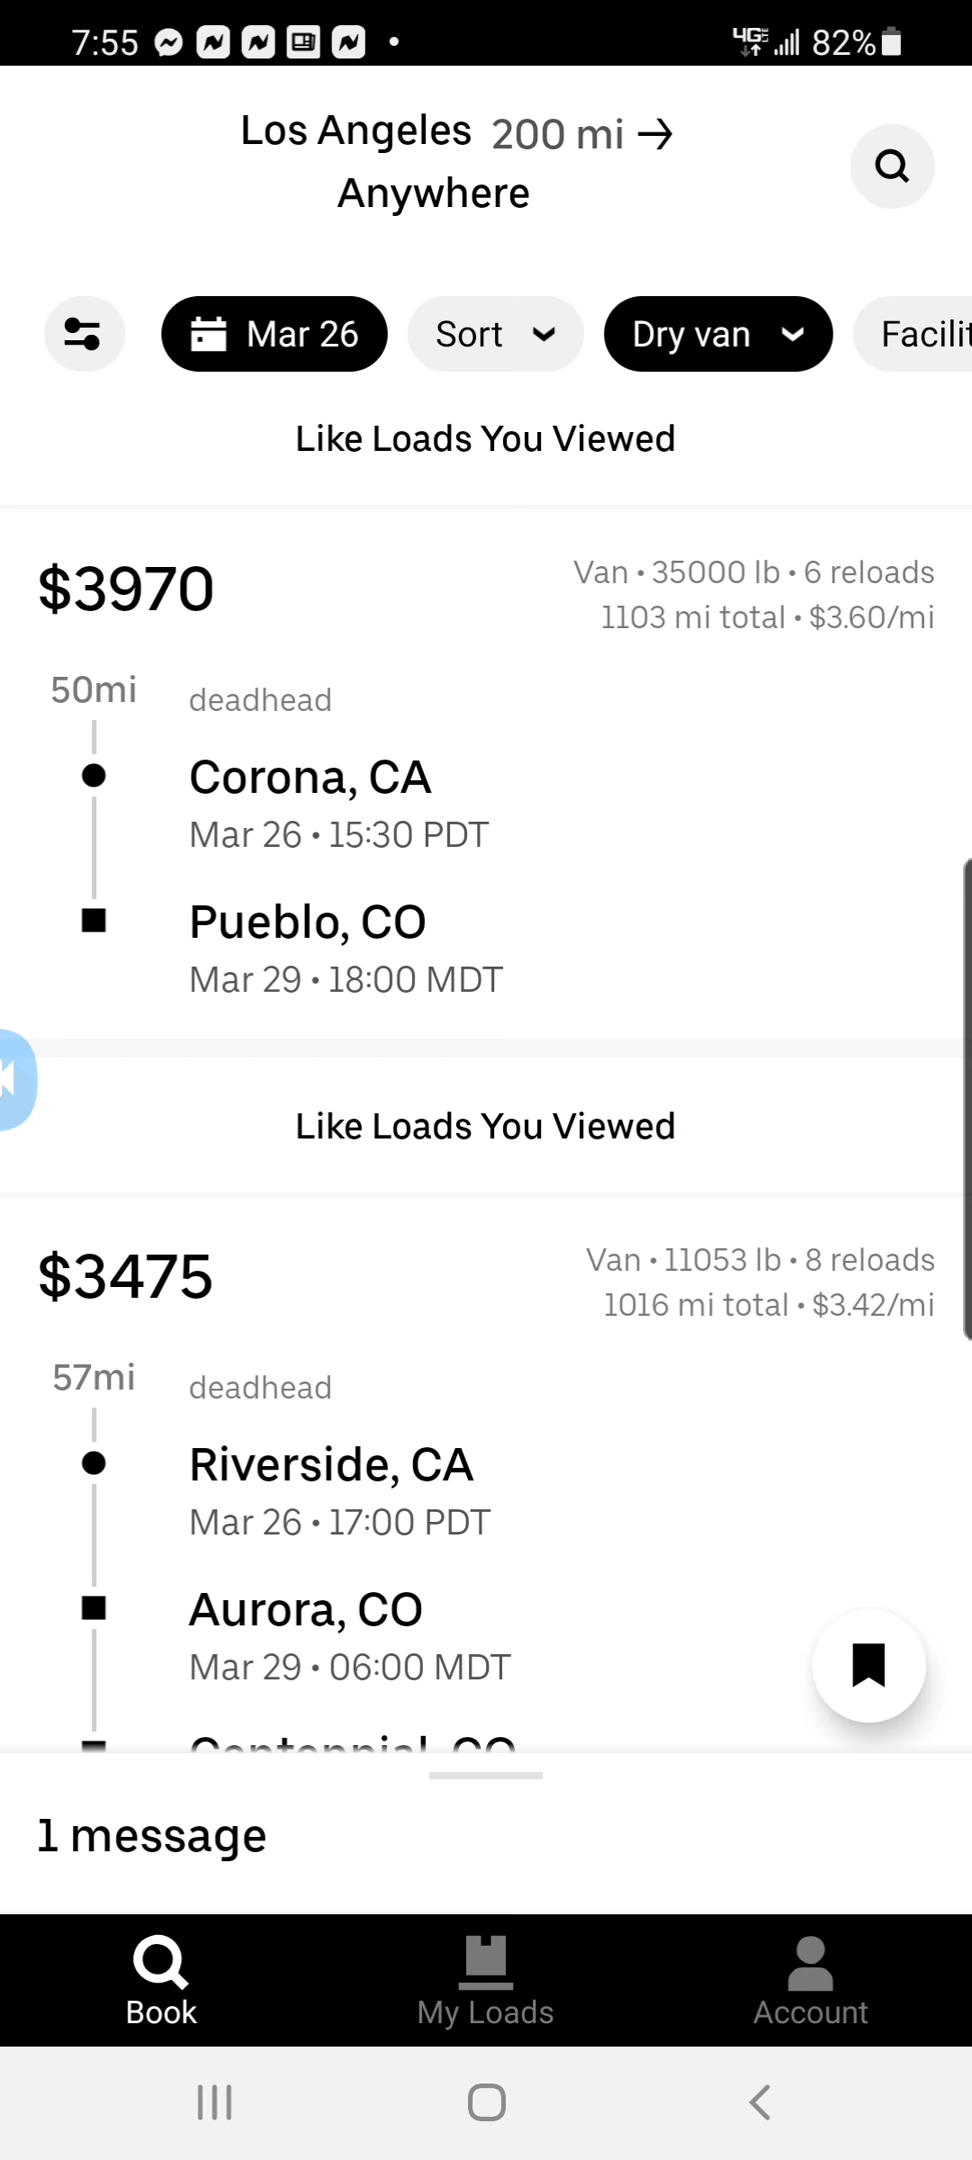 7:55
4G LTE 82%
Los Angeles 200 mi →
Anywhere
Mar 26
Sort
Dry van
Facilit
Like Loads You Viewed
$3970
Van • 35000 lb • 6 reloads
1103 mi total • $3.60/mi
50mi deadhead
Corona, CA
Mar 26 • 15:30 PDT
Pueblo, CO
Mar 29 • 18:00 MDT
Like Loads You Viewed
$3475
Van • 11053 lb • 8 reloads
1016 mi total • $3.42/mi
57mi deadhead
Riverside, CA
Mar 26 • 17:00 PDT
Aurora, CO
Mar 29 • 06:00 MDT
Centennial, CO
1 message
Book
My Loads
Account